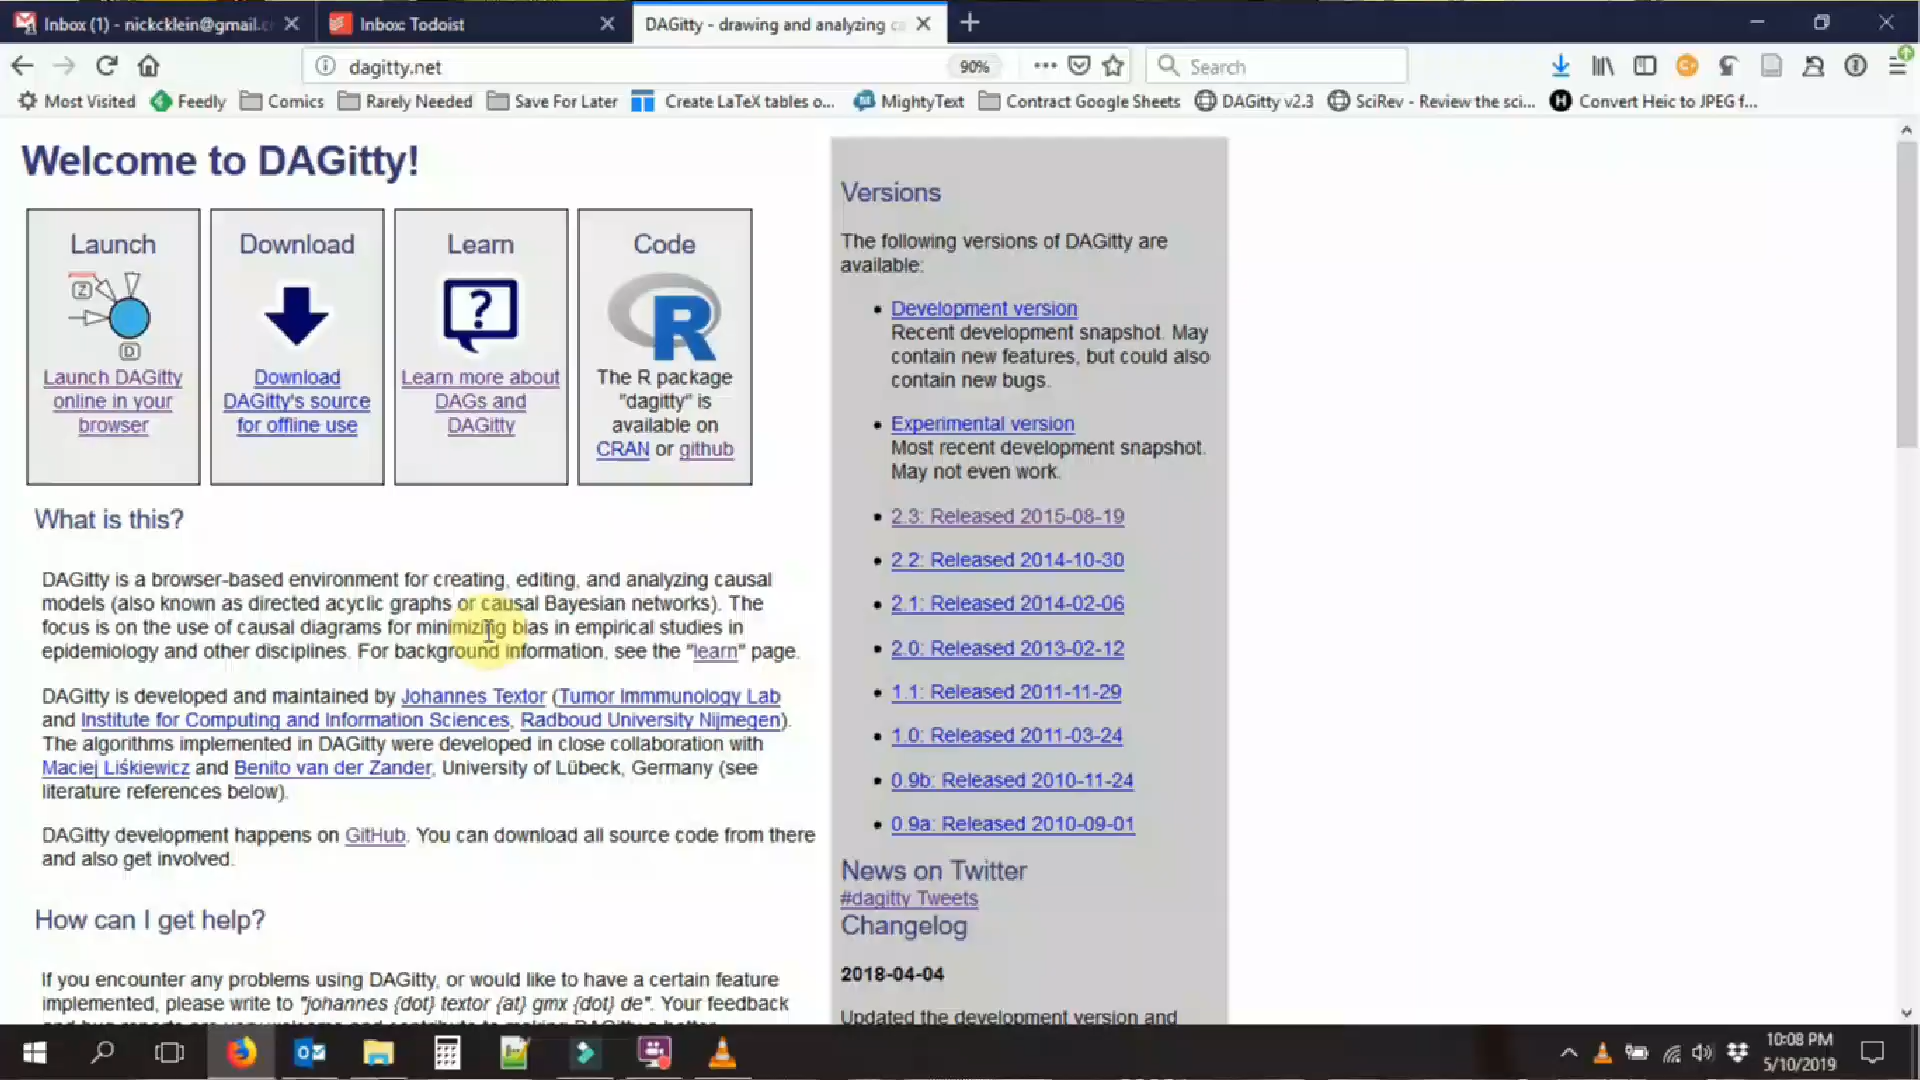 Inbox (1) - nickcklein@gmail.c
Inbox: Todoist
DAGitty - drawing and analyzing ca
dagitty.net
90%
Search
Most Visited
Feedly
Comics
Rarely Needed
Save For Later
Create LaTeX tables o...
MightyText
Contract Google Sheets
DAGitty v2.3
SciRev - Review the sci...
H
Convert Heic to JPEG f...
Welcome to DAGitty!
Launch
Z
D
Launch DAGitty
online in your
browser
Download
Download
DAGitty's source
for offline use
Learn
?
Learn more about
DAGs and
DAGitty
Code
R
The R package
"dagitty" is
available on
CRAN or github
What is this?
DAGitty is a browser-based environment for creating, editing, and analyzing causal
models (also known as directed acyclic graphs or causal Bayesian networks). The
focus is on the use of causal diagrams for minimizing bias in empirical studies in
epidemiology and other disciplines. For background information, see the "learn" page.
DAGitty is developed and maintained by Johannes Textor (Tumor Immmunology Lab
and Institute for Computing and Information Sciences, Radboud University Nijmegen).
The algorithms implemented in DAGitty were developed in close collaboration with
Maciej Liśkiewicz and Benito van der Zander, University of Lübeck, Germany (see
literature references below).
DAGitty development happens on GitHub. You can download all source code from there
and also get involved.
How can I get help?
If you encounter any problems using DAGitty, or would like to have a certain feature
implemented, please write to "johannes {dot} textor {at} gmx {dot} de". Your feedback
Versions
The following versions of DAGitty are
available:
Development version
Recent development snapshot. May
contain new features, but could also
contain new bugs.
Experimental version
Most recent development snapshot.
May not even work.
2.3: Released 2015-08-19
2.2: Released 2014-10-30
2.1: Released 2014-02-06
2.0: Released 2013-02-12
1.1: Released 2011-11-29
1.0: Released 2011-03-24
0.9b: Released 2010-11-24
0.9a: Released 2010-09-01
News on Twitter
#dagitty Tweets
Changelog
2018-04-04
Updated the development version and
10:08 PM
5/10/2019